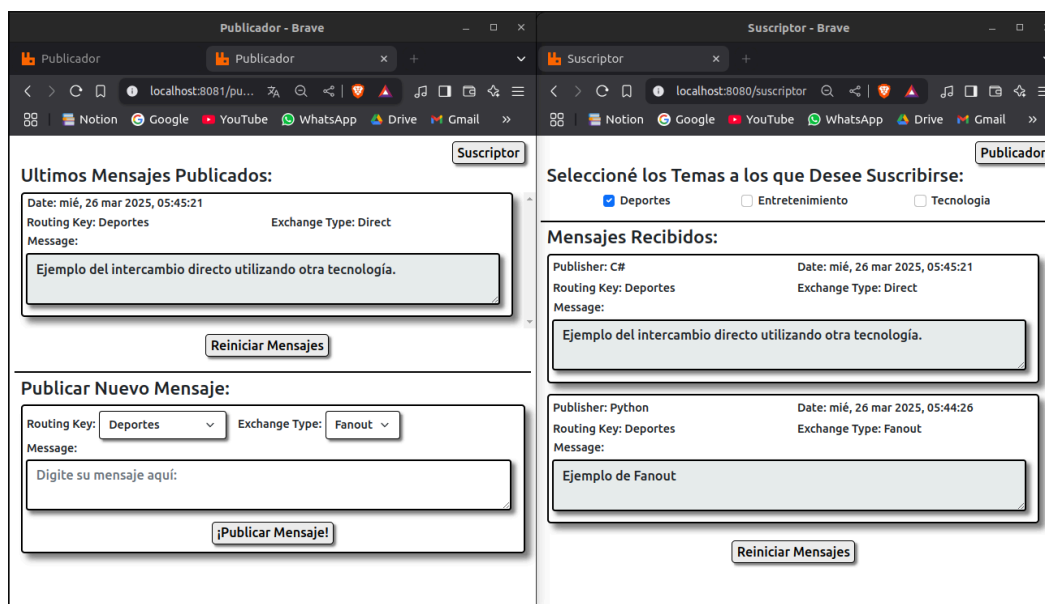 Publicador - Brave
Publicador
Publicador
localhost:8081/pu...
Notion Google YouTube WhatsApp Drive Gmail »
Suscriptor
Ultimos Mensajes Publicados:
Date: mié, 26 mar 2025, 05:45:21
Routing Key: Deportes Exchange Type: Direct
Message:
Ejemplo del intercambio directo utilizando otra tecnología.
Reiniciar Mensajes
Publicar Nuevo Mensaje:
Routing Key: Deportes Exchange Type: Fanout
Message:
Digite su mensaje aquí:
¡Publicar Mensaje!
Suscriptor - Brave
Suscriptor
localhost:8080/suscriptor
Notion Google YouTube WhatsApp Drive Gmail »
Publicador
Seleccioné los Temas a los que Desee Suscribirse:
Deportes Entretenimiento Tecnologia
Mensajes Recibidos:
Publisher: C# Date: mié, 26 mar 2025, 05:45:21
Routing Key: Deportes Exchange Type: Direct
Message:
Ejemplo del intercambio directo utilizando otra tecnología.
Publisher: Python Date: mié, 26 mar 2025, 05:44:26
Routing Key: Deportes Exchange Type: Fanout
Message:
Ejemplo de Fanout
Reiniciar Mensajes